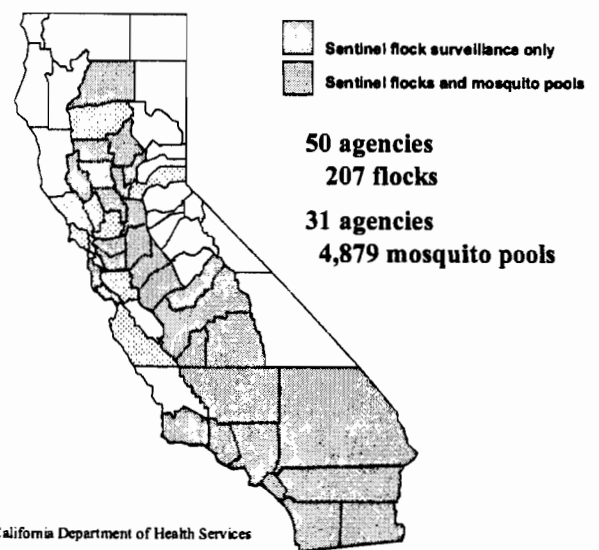 Sentinel flock surveillance only
Sentinel flocks and mosquito pools
50 agencies
207 flocks
31 agencies
4,879 mosquito pools
alifornia Department of Health Services